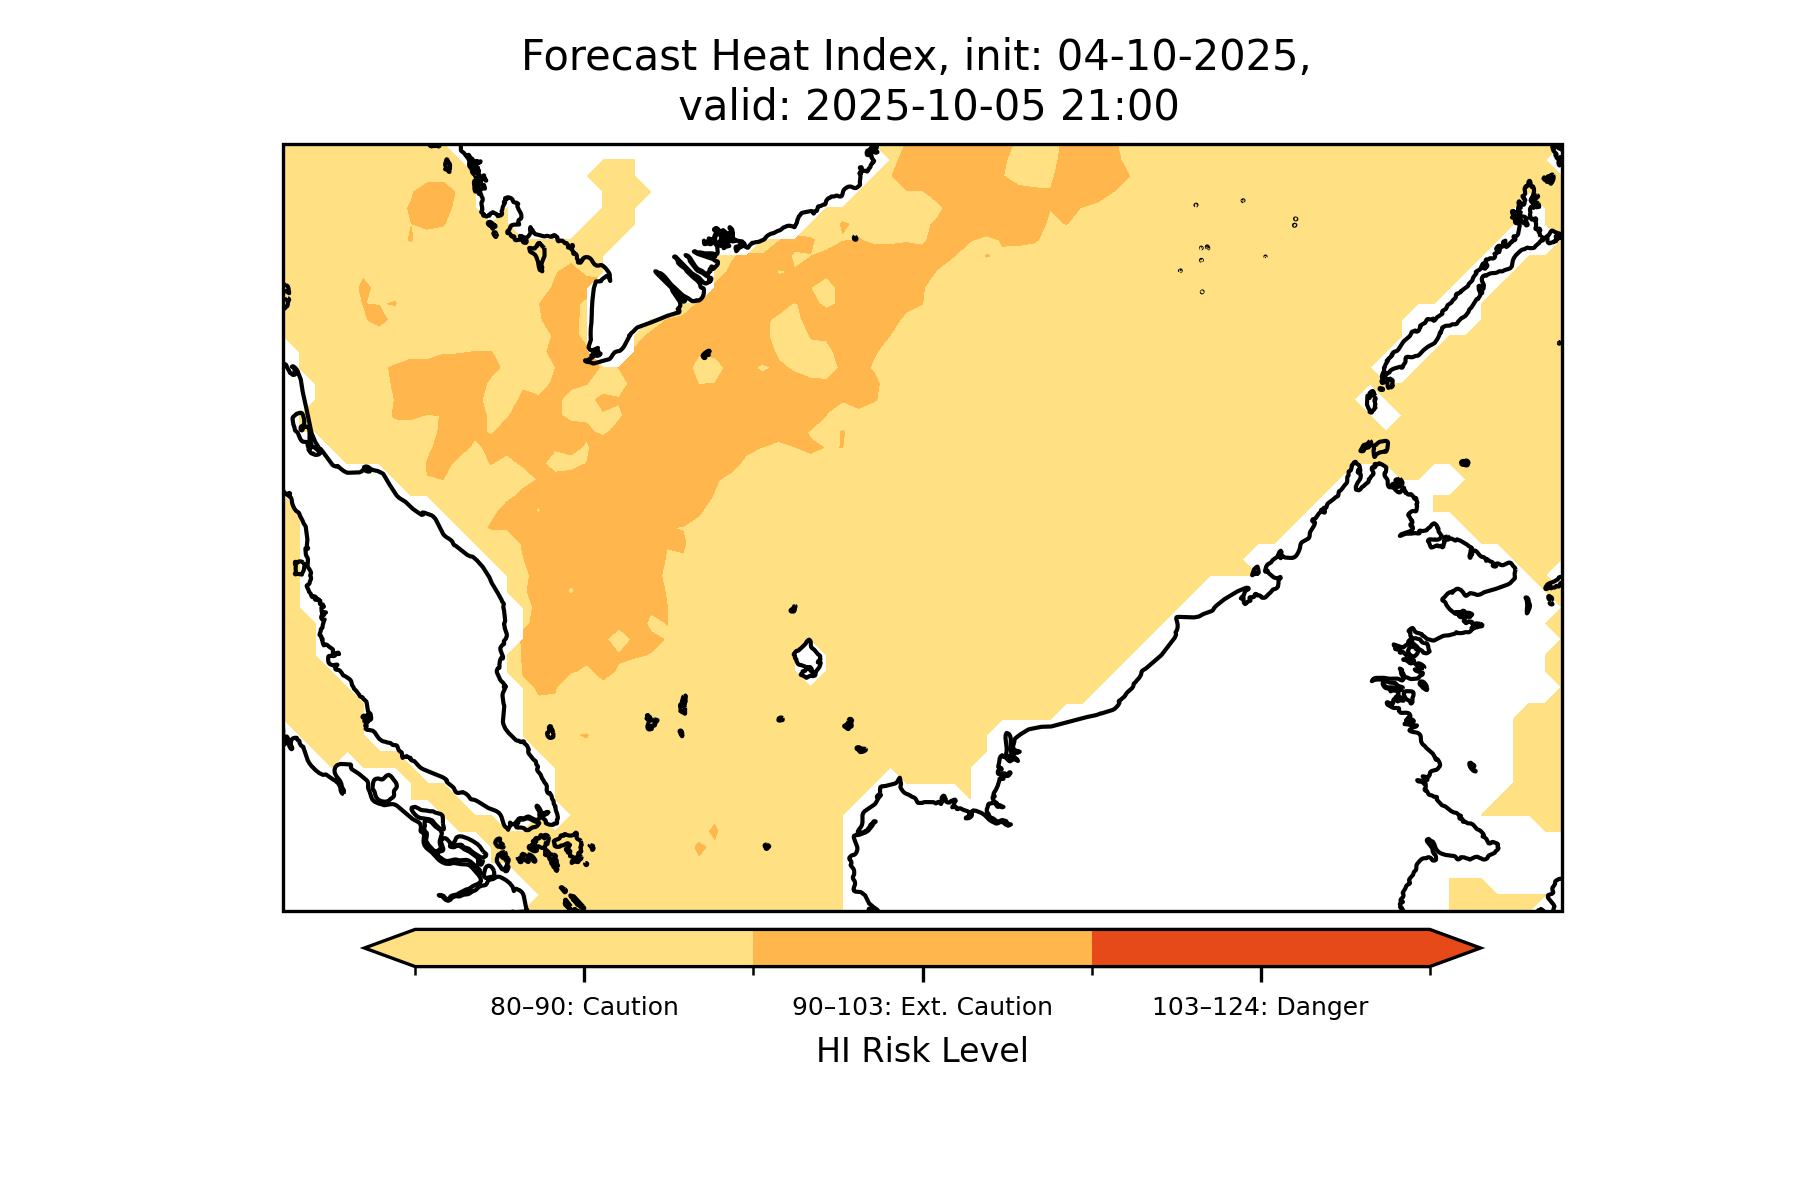 Forecast Heat Index, init: 04-10-2025,
valid: 2025-10-05 21:00
80–90: Caution
90–103: Ext. Caution
103–124: Danger
HI Risk Level